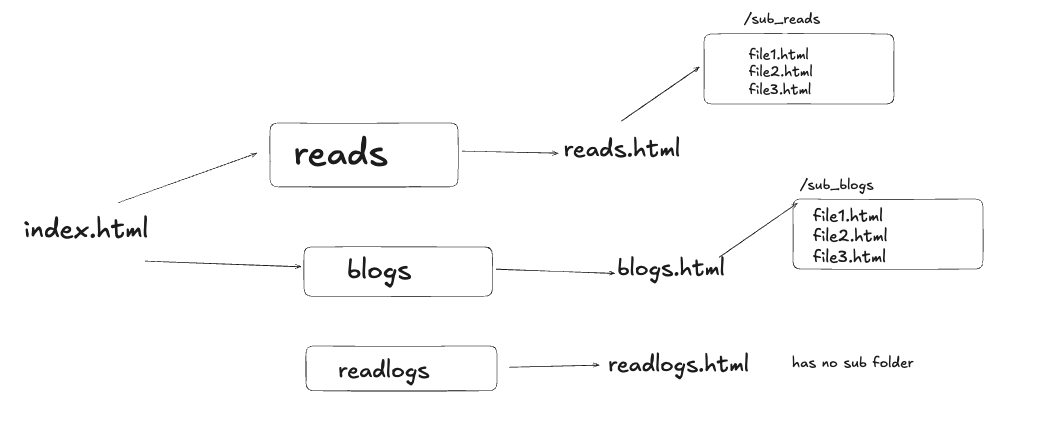 /sub_reads
file1.html
file2.html
file3.html
reads
reads.html
index.html
/sub_blogs
file1.html
file2.html
file3.html
blogs
blogs.html
readlogs
readlogs.html
has no sub folder